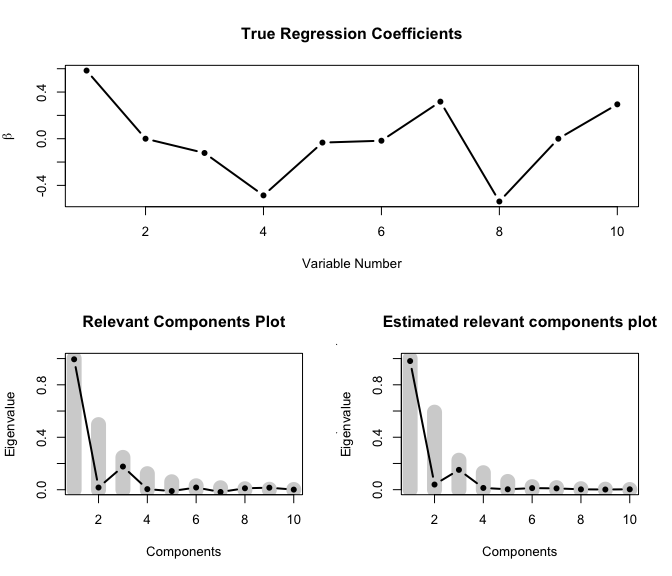 True Regression Coefficients
β
0.4
0.0
-0.4
2 4 6 8 10
Variable Number
Relevant Components Plot
Eigenvalue
0.8
0.4
0.0
2 4 6 8 10
Components
Estimated relevant components plot
Eigenvalue
0.8
0.4
0.0
2 4 6 8 10
Components